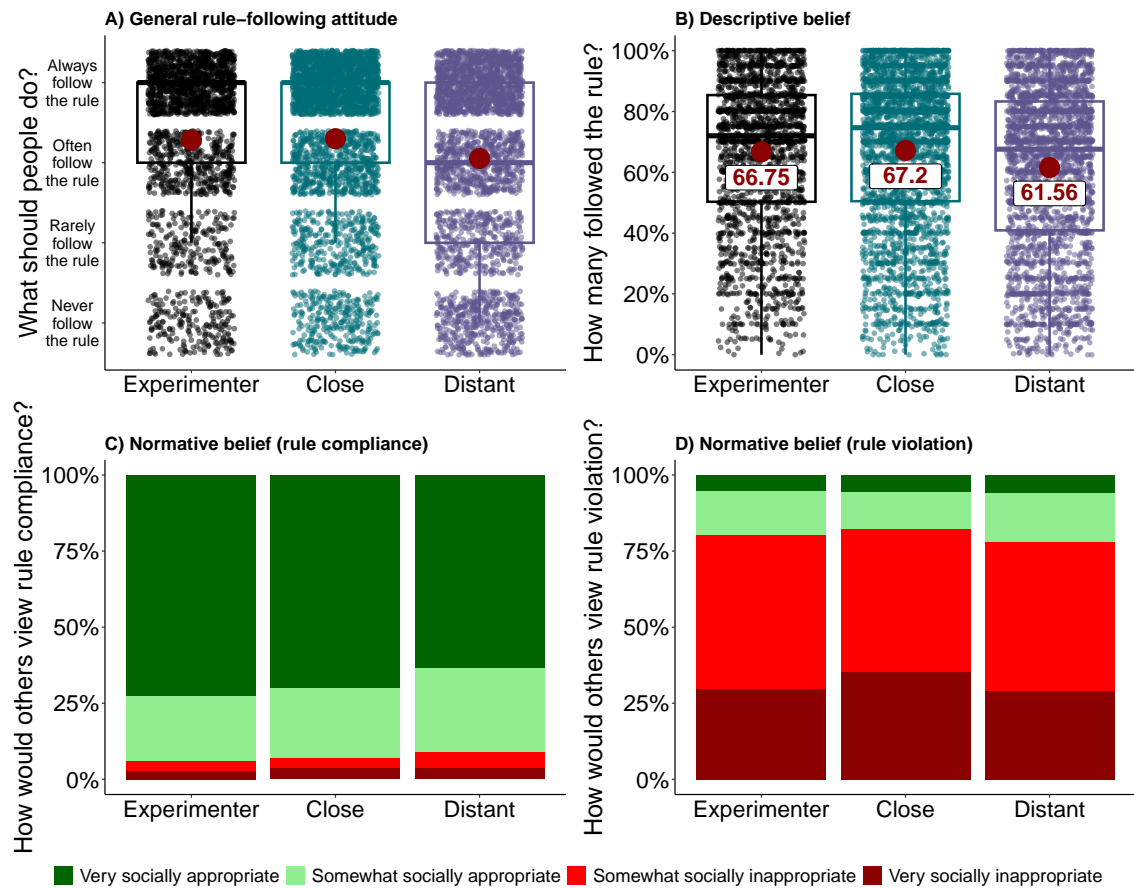 A) General rule−following attitude
What should people do?
Always
follow
the rule
Often
follow
the rule
Rarely
follow
the rule
Never
follow
the rule
Experimenter
Close
Distant
B) Descriptive belief
How many followed the rule?
100%
80%
60%
40%
20%
0%
66.75
67.2
61.56
Experimenter
Close
Distant
C) Normative belief (rule compliance)
How would others view rule compliance?
100%
75%
50%
25%
0%
Experimenter
Close
Distant
D) Normative belief (rule violation)
How would others view rule violation?
100%
75%
50%
25%
0%
Experimenter
Close
Distant
Very socially appropriate
Somewhat socially appropriate
Somewhat socially inappropriate
Very socially inappropriate